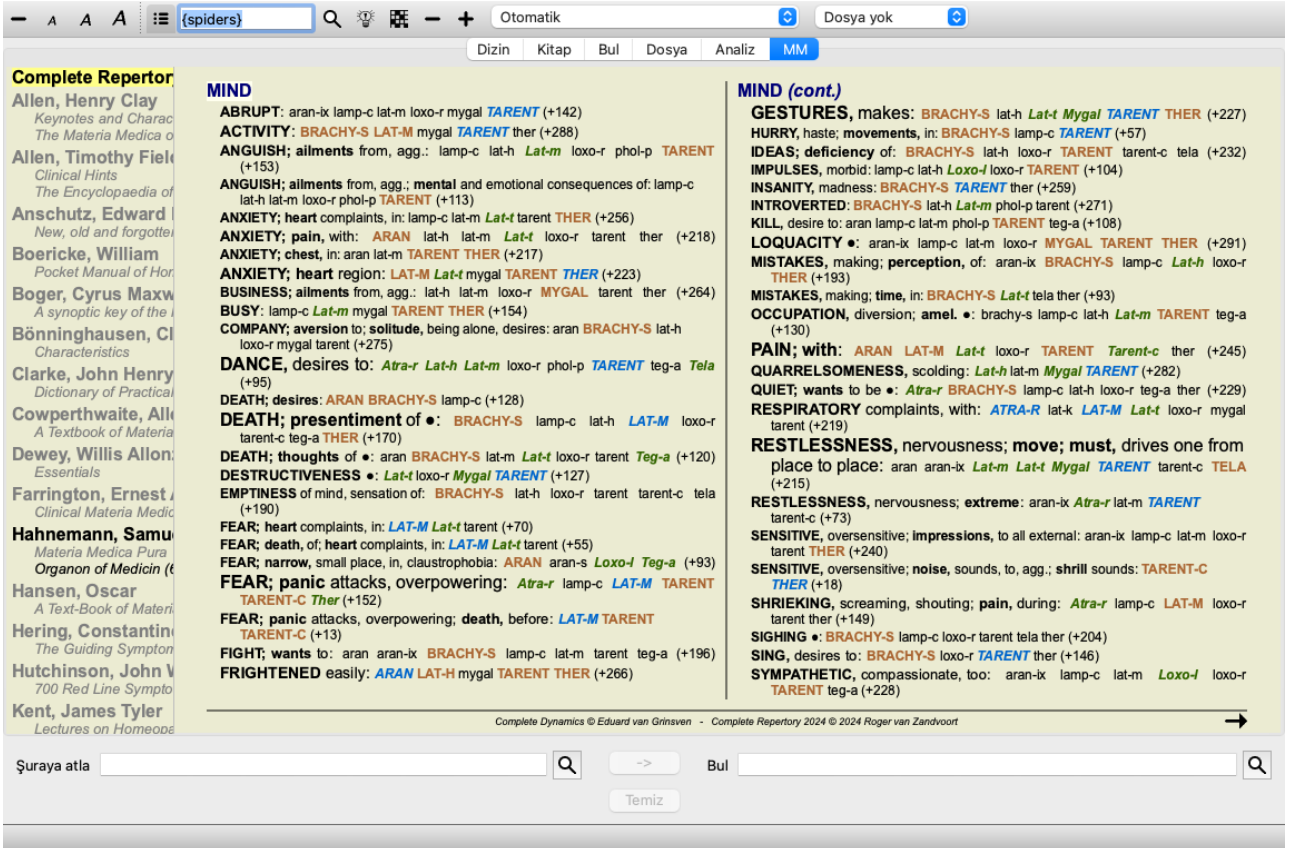 A A A {spiders} Otomatik Dosya yok
Dizin Kitap Bul Dosya Analiz MM
Complete Repertory
Allen, Henry Clay
Keynotes and Charac
The Materia Medica o
Allen, Timothy Field
Clinical Hints
The Encyclopaedia of
Anschutz, Edward
New, old and forgotte
Boericke, William
Pocket Manual of Hor
Boger, Cyrus Maxw
A synoptic key of the
Bönninghausen, Cl
Characteristics
Clarke, John Henry
Dictionary of Practical
Cowperthwaite, Alle
A Textbook of Materia
Dewey, Willis Alonz
Essentials
Farrington, Ernest A
Clinical Materia Medic
Hahnemann, Samu
Materia Medica Pura
Organon of Medicin (6
Hansen, Oscar
A Text-Book of Materi
Hering, Constantin
The Guiding Symptom
Hutchinson, John W
700 Red Line Sympto
Kent, James Tyler
Lectures on Homeopa
MIND
ABRUPT: aran-ix lamp-c lat-m loxo-r mygal TARENT (+142)
ACTIVITY: BRACHY-S LAT-M mygal TARENT ther (+288)
ANGUISH; ailments from, agg.: lamp-c lat-h Lat-m loxo-r phol-p TARENT
(+153)
ANGUISH; ailments from, agg.; mental and emotional consequences of: lamp-c
lat-h lat-m loxo-r phol-p TARENT (+113)
ANXIETY; heart complaints, in: lamp-c lat-m Lat-t tarent THER (+256)
ANXIETY; pain, with: ARAN lat-h lat-m Lat-t loxo-r tarent ther (+218)
ANXIETY; chest, in: aran lat-m TARENT THER (+217)
ANXIETY; heart region: LAT-M Lat-t mygal TARENT THER (+223)
BUSINESS; ailments from, agg.: lat-h lat-m loxo-r MYGAL tarent ther (+264)
BUSY: lamp-c Lat-m mygal TARENT THER (+154)
COMPANY; aversion to; solitude, being alone, desires: aran BRACHY-S lat-h
loxo-r mygal tarent (+275)
DANCE, desires to: Atra-r Lat-h Lat-m loxo-r phol-p TARENT teg-a Tela
(+95)
DEATH; desires: ARAN BRACHY-S lamp-c (+128)
DEATH; presentiment of ●: BRACHY-S lamp-c lat-h LAT-M loxo-r
tarent-c teg-a THER (+170)
DEATH; thoughts of ●: aran BRACHY-S lat-m Lat-t loxo-r tarent Teg-a (+120)
DESTRUCTIVENESS ●: Lat-t loxo-r Mygal TARENT (+127)
EMPTINESS of mind, sensation of: BRACHY-S lat-h loxo-r tarent tarent-c tela
(+190)
FEAR; heart complaints, in: LAT-M Lat-t tarent (+70)
FEAR; death, of; heart complaints, in: LAT-M Lat-t tarent (+55)
FEAR; narrow, small place, in, claustrophobia: ARAN aran-s Loxo-l Teg-a (+93)
FEAR; panic attacks, overpowering: Atra-r lamp-c LAT-M TARENT
TARENT-C Ther (+152)
FEAR; panic attacks, overpowering; death, before: LAT-M TARENT
TARENT-C (+13)
FIGHT; wants to: aran aran-ix BRACHY-S lamp-c lat-m tarent teg-a (+196)
FRIGHTENED easily: ARAN LAT-H mygal TARENT THER (+266)
MIND (cont.)
GESTURES, makes: BRACHY-S lat-h Lat-t Mygal TARENT THER (+227)
HURRY, haste; movements, in: BRACHY-S lamp-c TARENT (+57)
IDEAS; deficiency of: BRACHY-S lat-h loxo-r TARENT tarent-c tela (+232)
IMPULSES, morbid: lamp-c lat-h Loxo-l loxo-r TARENT (+104)
INSANITY, madness: BRACHY-S TARENT ther (+259)
INTROVERTED: BRACHY-S lat-h Lat-m phol-p tarent (+271)
KILL, desire to: aran lamp-c lat-m phol-p TARENT teg-a (+108)
LOQUACITY ●: aran-ix lamp-c lat-m loxo-r MYGAL TARENT THER (+291)
MISTAKES, making; perception, of: aran-ix BRACHY-S lamp-c Lat-h loxo-r
THER (+193)
MISTAKES, making; time, in: BRACHY-S Lat-t tela ther (+93)
OCCUPATION, diversion; amel. ●: brachy-s lamp-c lat-h Lat-m TARENT teg-a
(+130)
PAIN; with: ARAN LAT-M Lat-t loxo-r TARENT Tarent-c ther (+245)
QUARRELSOMENESS, scolding: Lat-h lat-m Mygal TARENT (+282)
QUIET; wants to be ●: Atra-r BRACHY-S lamp-c lat-h loxo-r teg-a ther (+229)
RESPIRATORY complaints, with: ATRA-R lat-k LAT-M Lat-t loxo-r mygal
tarent (+219)
RESTLESSNESS, nervousness; move; must, drives one from
place to place: aran aran-ix Lat-m Lat-t Mygal TARENT tarent-c TELA
(+215)
RESTLESSNESS, nervousness; extreme: aran-ix Atra-r lat-m TARENT
tarent-c (+73)
SENSITIVE, oversensitive; impressions, to all external: aran-ix lamp-c lat-m loxo-r
tarent THER (+240)
SENSITIVE, oversensitive; noise, sounds, to, agg.; shrill sounds: TARENT-C
THER (+18)
SHRIEKING, screaming, shouting; pain, during: Atra-r lamp-c LAT-M loxo-r
tarent ther (+149)
SIGHING ●: BRACHY-S lamp-c loxo-r tarent tela ther (+204)
SING, desires to: BRACHY-S loxo-r TARENT ther (+146)
SYMPATHETIC, compassionate, too: aran-ix lamp-c lat-m Loxo-l loxo-r
TARENT teg-a (+228)
Complete Dynamics © Eduard van Grinsven - Complete Repertory 2024 © 2024 Roger van Zandvoort
Şuraya atla -> Bul
Temiz